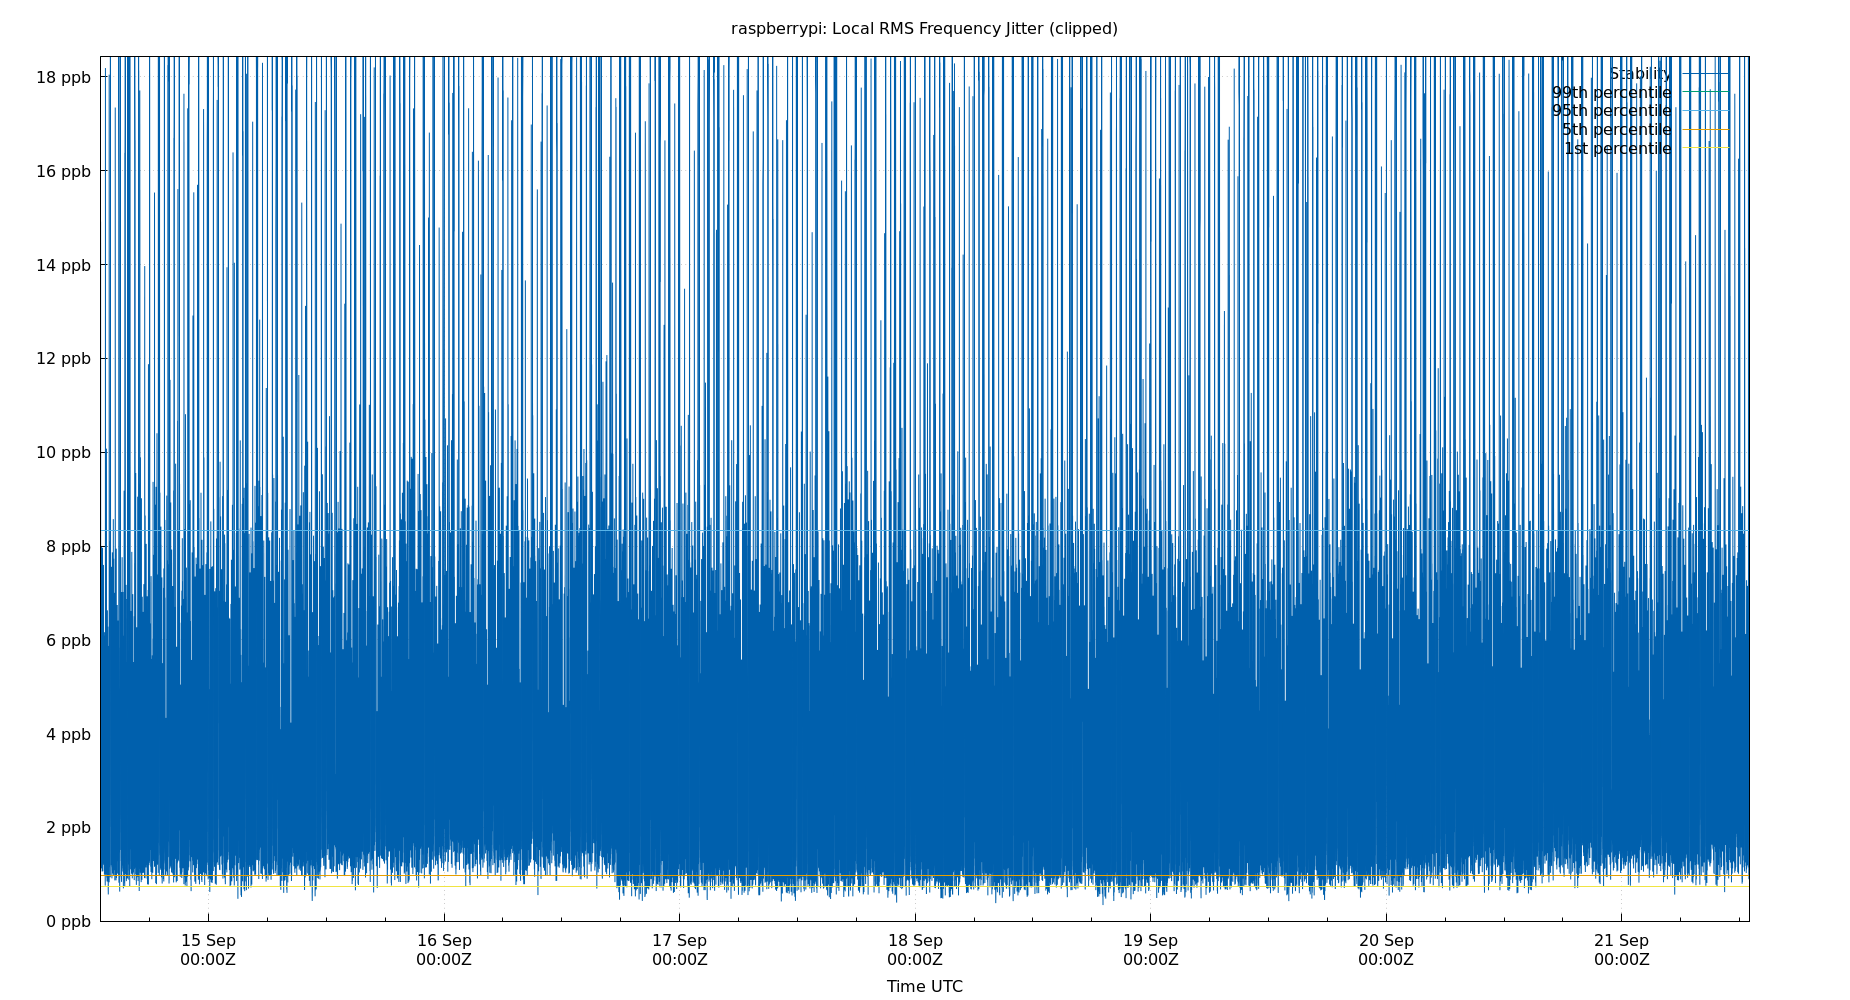 raspberrypi: Local RMS Frequency Jitter (clipped)
18 ppb
16 ppb
14 ppb
12 ppb
10 ppb
8 ppb
6 ppb
4 ppb
2 ppb
0 ppb
Stability
99th percentile
95th percentile
5th percentile
1st percentile
15 Sep 16 Sep 17 Sep 18 Sep 19 Sep 20 Sep 21 Sep
00:00Z 00:00Z 00:00Z 00:00Z 00:00Z 00:00Z 00:00Z
Time UTC